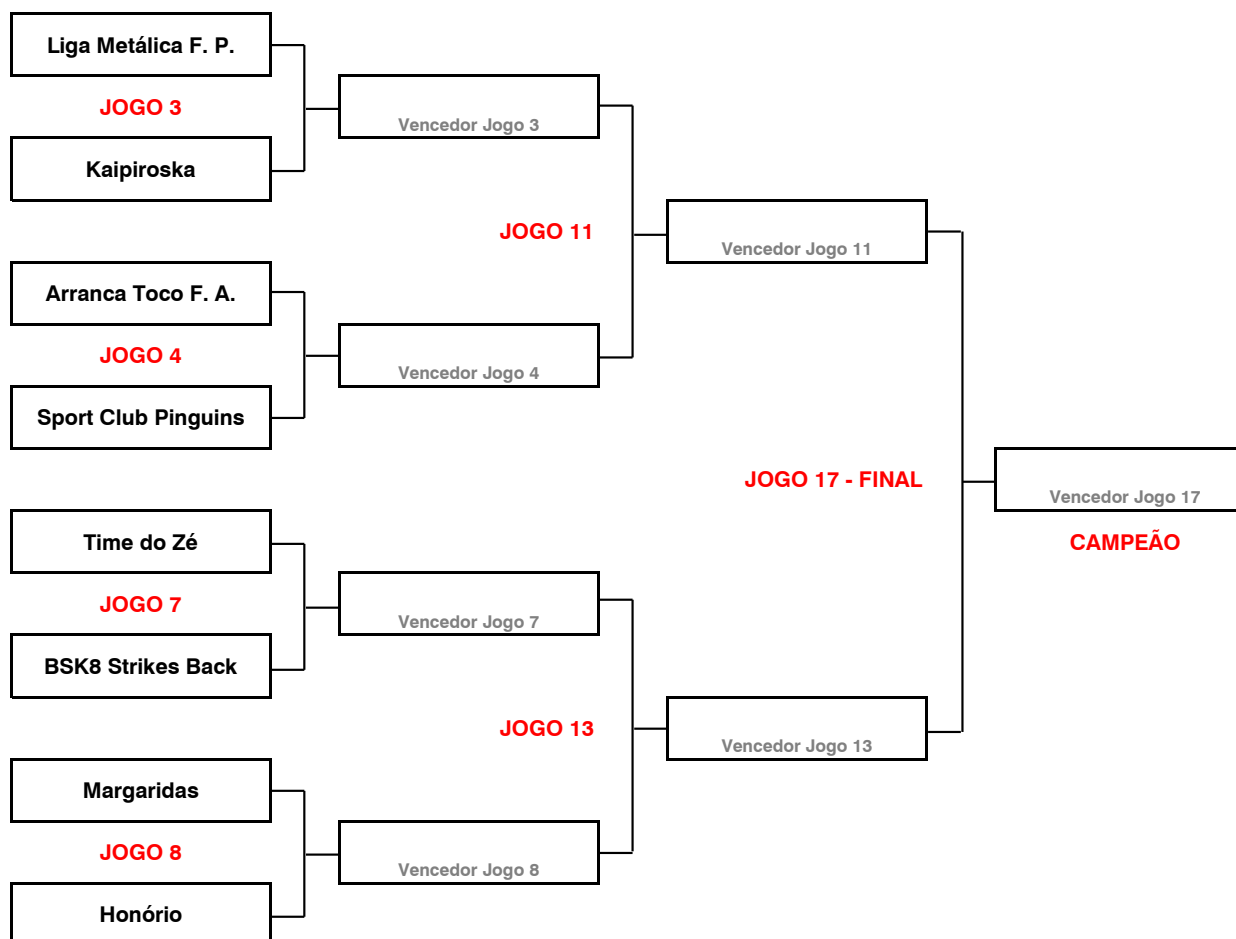 Liga Metálica F. P.
JOGO 3
Vencedor Jogo 3
Kaipiroska
JOGO 11
Vencedor Jogo 11
Arranca Toco F. A.
JOGO 4
Vencedor Jogo 4
Sport Club Pinguins
JOGO 17 - FINAL
Vencedor Jogo 17
CAMPEÃO
Time do Zé
JOGO 7
Vencedor Jogo 7
BSK8 Strikes Back
JOGO 13
Vencedor Jogo 13
Margaridas
JOGO 8
Vencedor Jogo 8
Honório